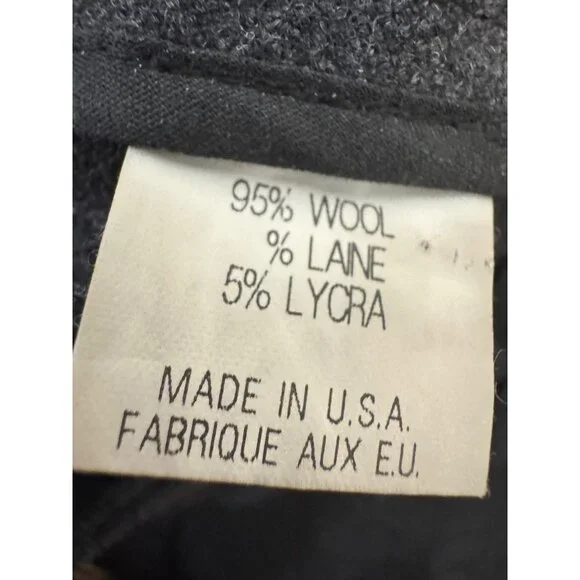 95% WOOL
% LAINE
5% LYCRA
MADE IN U.S.A.
FABRIQUE AUX E.U.